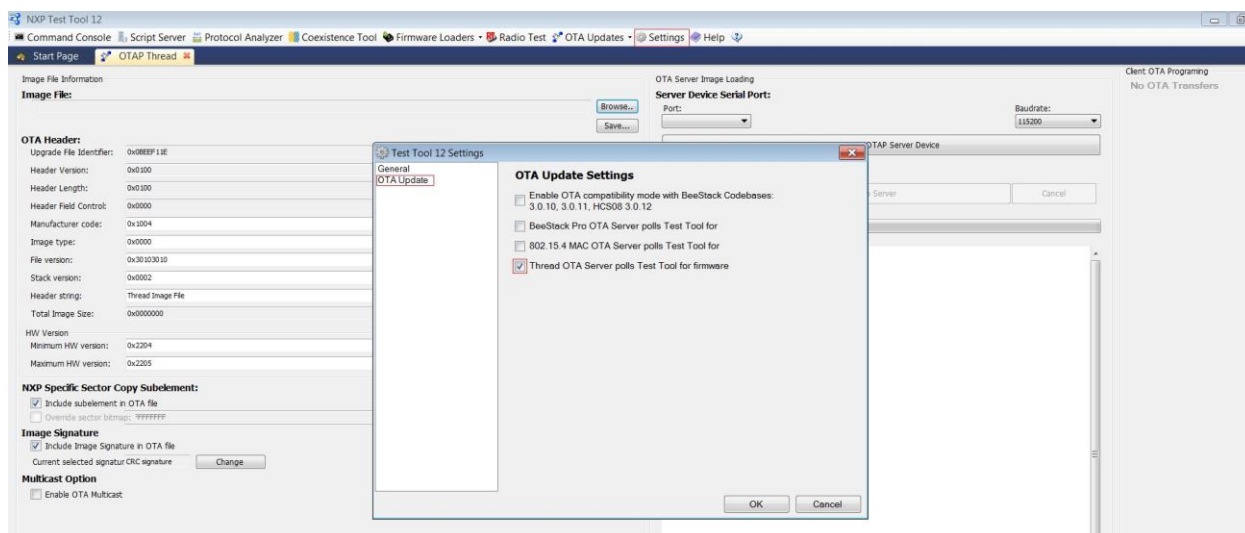 NXP Test Tool 12
Command Console Script Server Protocol Analyzer Coexistence Tool Firmware Loaders Radio Test OTA Updates Settings Help
Start Page OTAP Thread
Image File Information
Image File:
Browse...
Save...
OTA Header:
Upgrade File Identifier: 0x0BEEF11E
Header Version: 0x0100
Header Length: 0x0100
Header Field Control: 0x0000
Manufacturer code: 0x1004
Image type: 0x0000
File version: 0x30103010
Stack version: 0x0002
Header string: Thread Image File
Total Image Size: 0x0000000
HW Version
Minimum HW version: 0x2204
Maximum HW version: 0x2205
NXP Specific Sector Copy Subelement:
Include subelement in OTA file
Override sector bitmap:
Image Signature
Include Image Signature in OTA file
Current selected signatur CRC signature Change
Multicast Option
Enable OTA Multicast
Test Tool 12 Settings
General
OTA Update
OTA Update Settings
Enable OTA compatibility mode with BeeStack Codebases:
3.0.10, 3.0.11, HCS08 3.0.12
BeeStack Pro OTA Server polls Test Tool for
802.15.4 MAC OTA Server polls Test Tool for
Thread OTA Server polls Test Tool for firmware
OK Cancel
OTA Server Image Loading
Server Device Serial Port:
Port: Baudrate:
115200
OTAP Server Device
Server Cancel
Client OTA Programing
No OTA Transfers